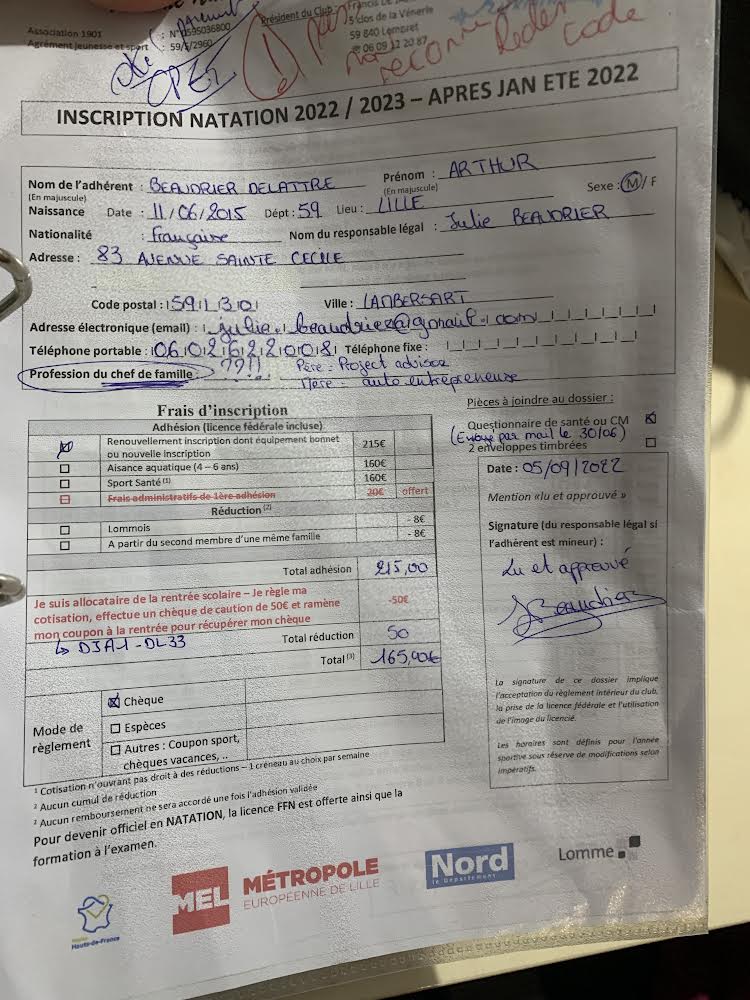 Association 1901 N° 0595036800 Président du Club
Agrément jeunesse et sport : 59/S/2960 5 clos de la Vénerie
59 840 Lompret
06 09 12 20 87
pas
reconnu
Redem
code
INSCRIPTION NATATION 2022 / 2023 – APRES JAN ETE 2022
Nom de l'adhérent : BEAUDRIER DELATTRE Prénom : ARTHUR
(En majuscule) (En majuscule) Sexe : M / F
Naissance Date : 11/06/2015 Dépt : 59 Lieu : LILLE
Nationalité : française Nom du responsable légal : Julie BEAUDRIER
Adresse : 83 AVENUE SAINTE CECILE
Code postal : 59130 Ville : LAMBERSART
Adresse électronique (email) : julie.beaudrier@gmail.com
Téléphone portable : 0602622008 Téléphone fixe :
Profession du chef de famille : ??!! Père : Project advisor
Mère : auto entrepreneuse
Frais d'inscription
Adhésion (licence fédérale incluse)
Renouvellement inscription dont équipement bonnet ou nouvelle inscription 215€
Aisance aquatique (4 – 6 ans) 160€
Sport Santé (1) 160€
Frais administratifs de 1ère adhésion 20€ offert
Réduction (2)
Lommois - 8€
A partir du second membre d'une même famille - 8€
Total adhésion 215,00
Je suis allocataire de la rentrée scolaire – Je règle ma
cotisation, effectue un chèque de caution de 50€ et ramène
mon coupon à la rentrée pour récupérer mon chèque
-50€
↳ DJA1-DL33
Total réduction 50
Total (3) 165,00€
Mode de
règlement
Chèque
Espèces
Autres : Coupon sport,
chèques vacances, ..
Pièces à joindre au dossier :
Questionnaire de santé ou CM
(Envoyé par mail le 30/06)
2 enveloppes timbrées
Date : 05/09/2022
Mention «lu et approuvé »
Signature (du responsable légal si
l'adhérent est mineur) :
Lu et approuvé
La signature de ce dossier implique
l'acceptation du règlement intérieur du club,
la prise de la licence fédérale et l'utilisation
de l'image du licencié.
Les horaires sont définis pour l'année
sportive sous réserve de modifications selon
impératifs.
1 Cotisation n'ouvrant pas droit à des réductions – 1 créneau au choix par semaine
2 Aucun cumul de réduction
2 Aucun remboursement ne sera accordé une fois l'adhésion validée
Pour devenir officiel en NATATION, la licence FFN est offerte ainsi que la
formation à l'examen.
MEL MÉTROPOLE
EUROPÉENNE DE LILLE
Nord
le Département
Lomme
Hauts-de-France